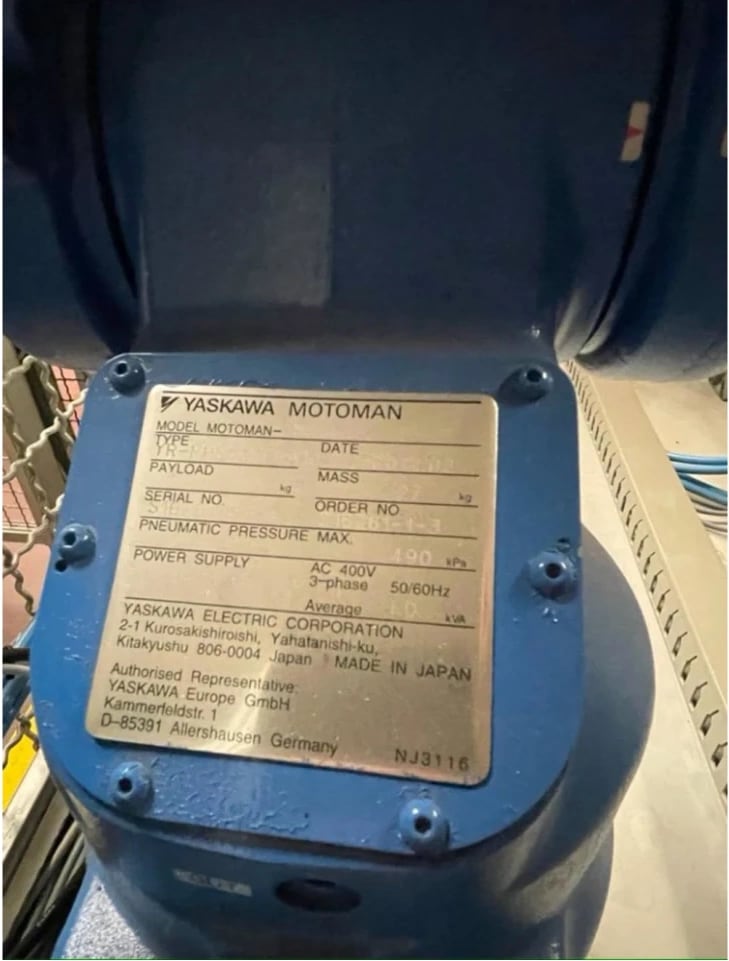 YASKAWA MOTOMAN
MODEL MOTOMAN-
TYPE DATE
PAYLOAD kg MASS kg
SERIAL NO. ORDER NO.
PNEUMATIC PRESSURE MAX. 490 kPa
POWER SUPPLY AC 400V
3-phase 50/60Hz
Average kVA
YASKAWA ELECTRIC CORPORATION
2-1 Kurosakishiroishi, Yahatanishi-ku,
Kitakyushu 806-0004 Japan MADE IN JAPAN
Authorised Representative:
YASKAWA Europe GmbH
Kammerfeldstr. 1
D-85391 Allershausen Germany NJ3116